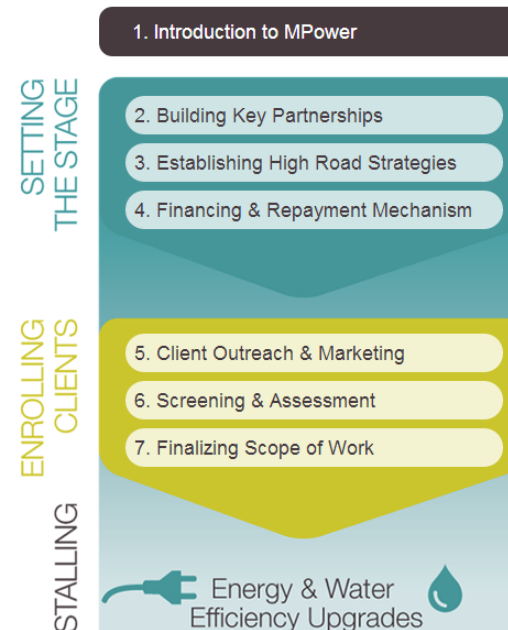 1. Introduction to MPower
SETTING
THE STAGE
2. Building Key Partnerships
3. Establishing High Road Strategies
4. Financing & Repayment Mechanism
ENROLLING
CLIENTS
5. Client Outreach & Marketing
6. Screening & Assessment
7. Finalizing Scope of Work
STALLING
Energy & Water
Efficiency Upgrades